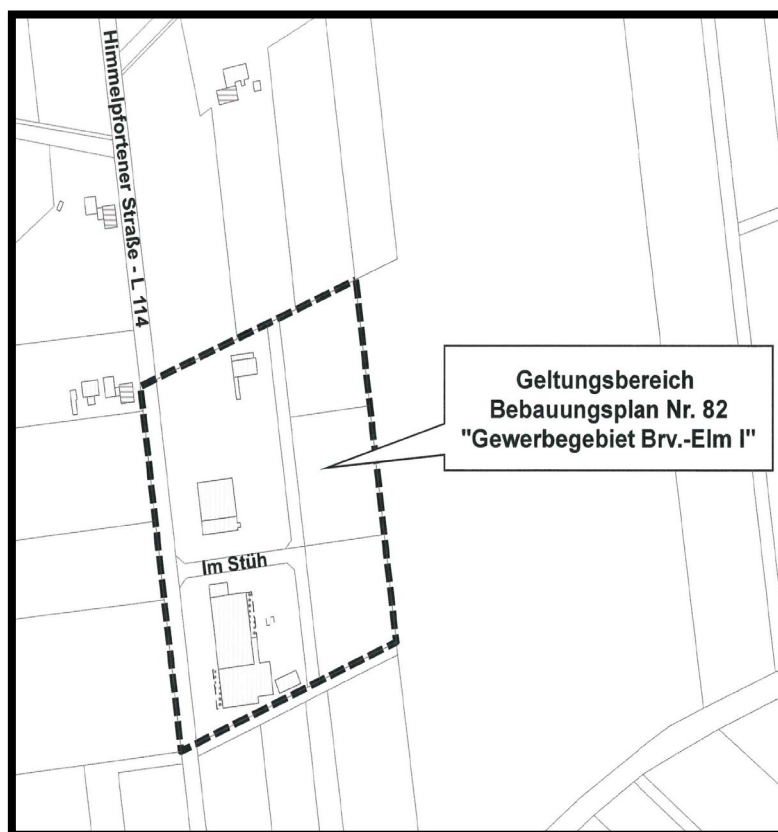 Himmelpfortener Straße - L 114
Geltungsbereich
Bebauungsplan Nr. 82
"Gewerbegebiet Brv.-Elm I"
Im Stüh